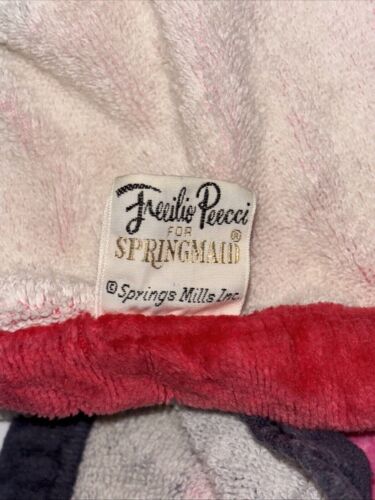 Emilio Pucci
FOR
SPRINGMAID®
© Springs Mills Inc.